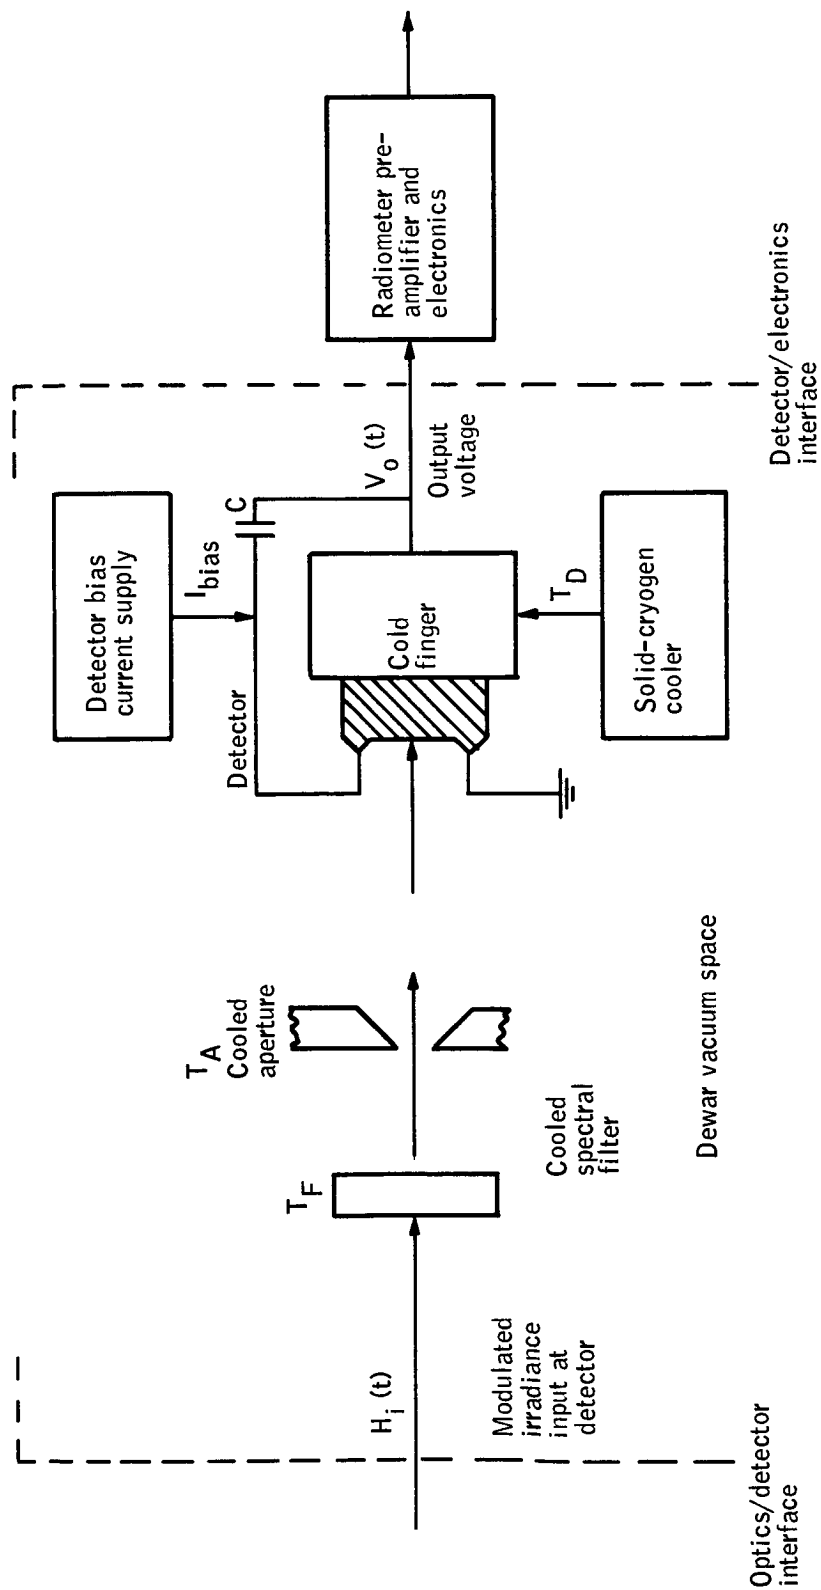 Optics/detector
interface
H_i (t)
Modulated
irradiance
input at
detector
T_F
Cooled
spectral
filter
T_A
Cooled
aperture
Dewar vacuum space
Detector
Detector bias
current supply
I_bias
C
Cold
finger
T_D
Solid-cryogen
cooler
V_o (t)
Output
voltage
Detector/electronics
interface
Radiometer pre-
amplifier and
electronics